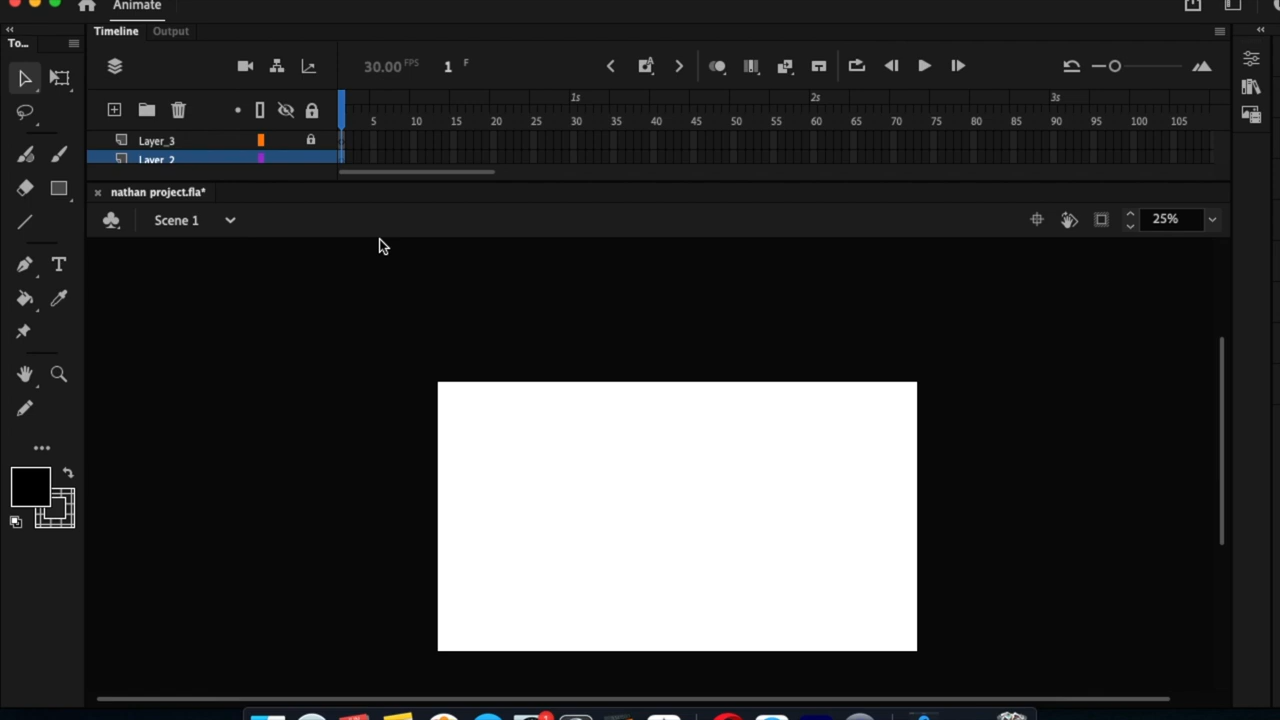 Animate
Timeline Output
To...
30.00 FPS 1 F
1s 2s 3s
5 10 15 20 25 30 35 40 45 50 55 60 65 70 75 80 85 90 95 100 105
Layer_3
Layer_2
× nathan project.fla*
Scene 1
25%
T